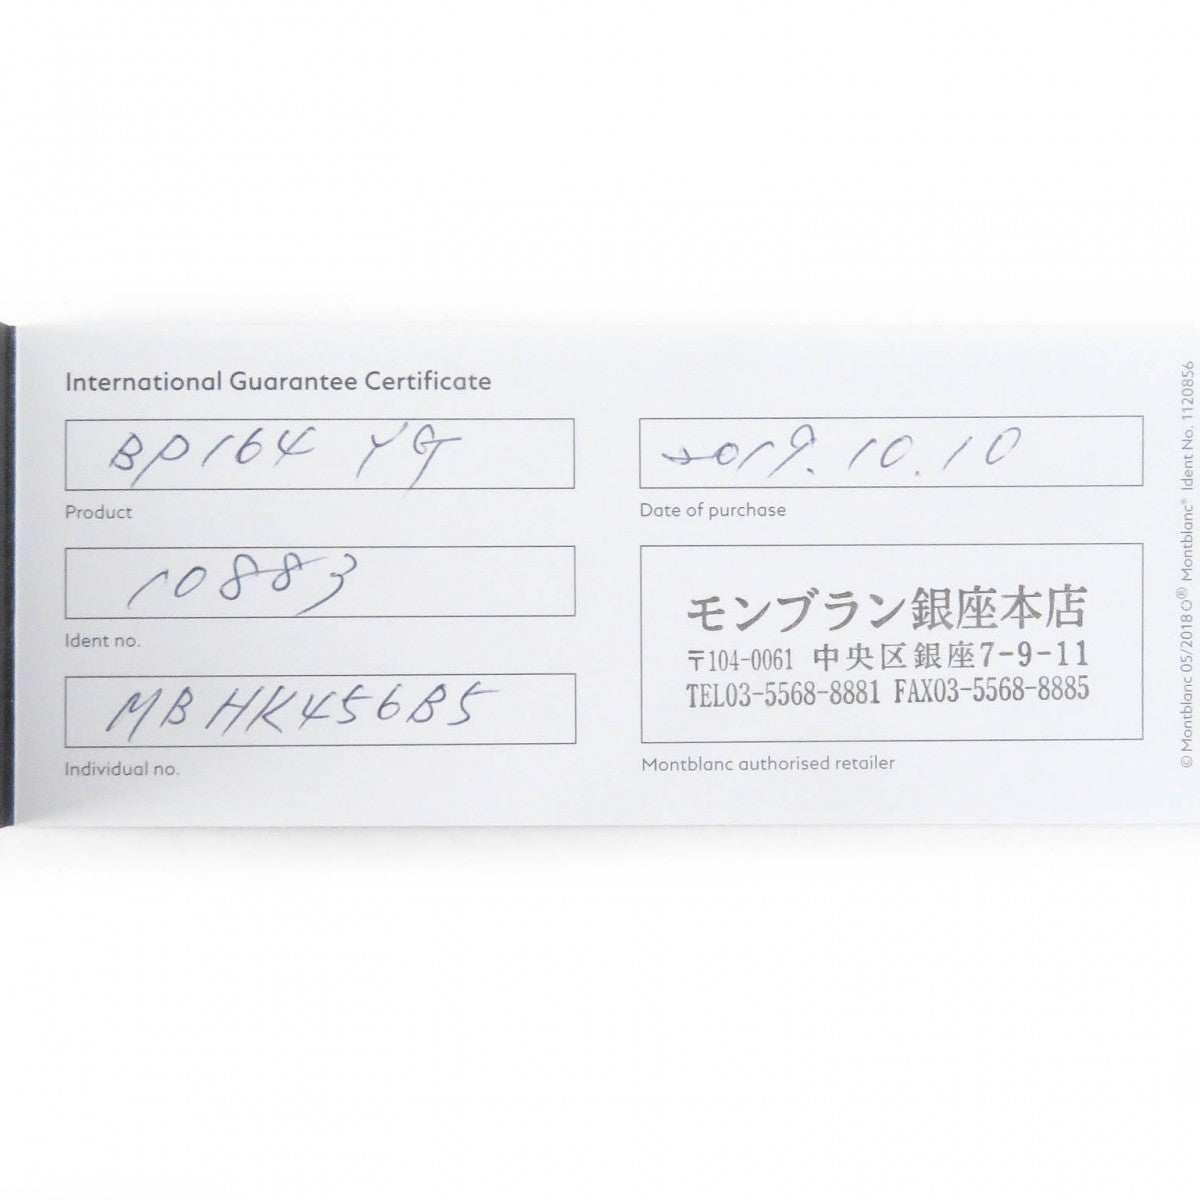 International Guarantee Certificate
BP164 YG
Product
10883
Ident no.
MBHK456B5
Individual no.
2019.10.10
Date of purchase
モンブラン銀座本店
〒104-0061 中央区銀座7-9-11
TEL03-5568-8881 FAX03-5568-8885
Montblanc authorised retailer
© Montblanc 05/2018 ® Montblanc® Ident No. 1120856